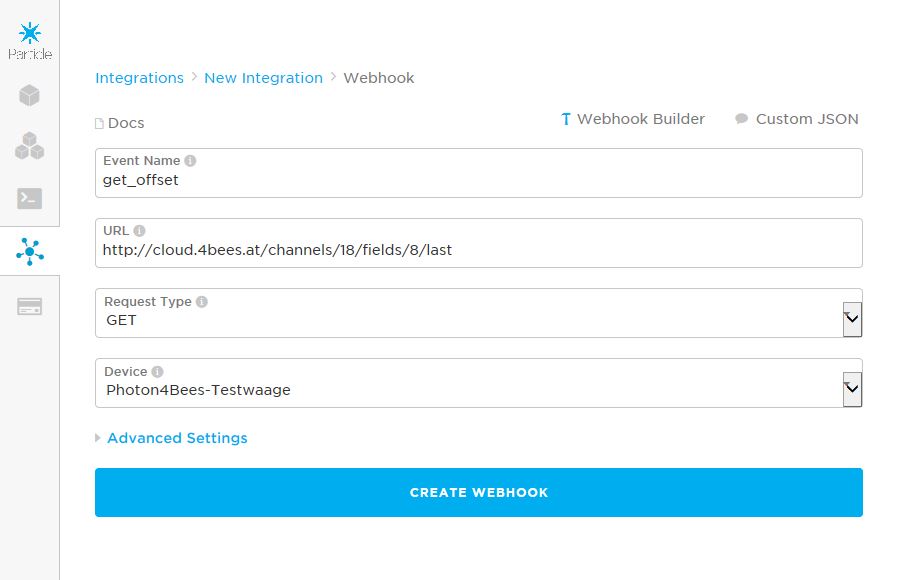 Particle
Integrations > New Integration > Webhook
Docs
Webhook Builder
Custom JSON
Event Name
get_offset
URL
http://cloud.4bees.at/channels/18/fields/8/last
Request Type
GET
Device
Photon4Bees-Testwaage
Advanced Settings
CREATE WEBHOOK